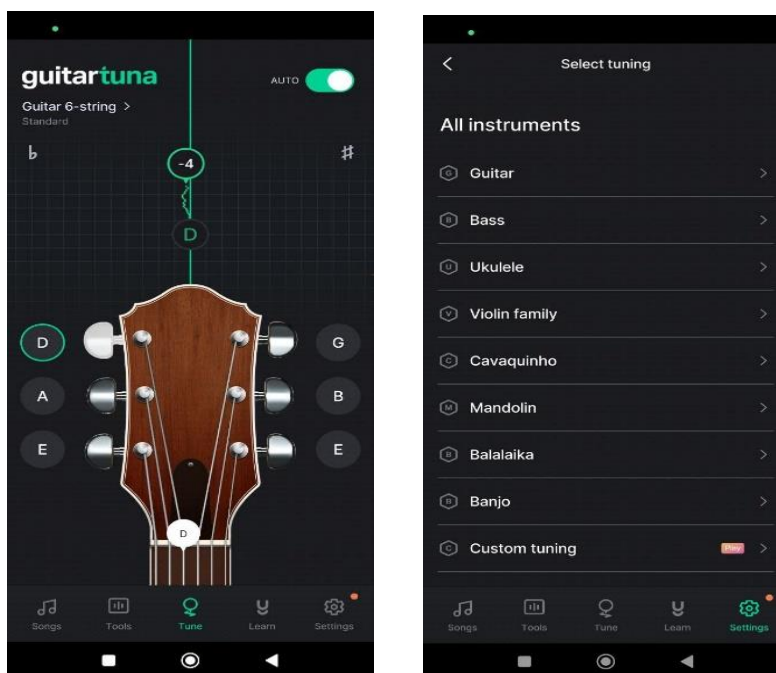 guitartuna
AUTO
Guitar 6-string >
Standard
♭
-4
♯
D
D
G
A
B
E
E
D
Songs
Tools
Tune
Learn
Settings
Select tuning
All instruments
G Guitar
B Bass
U Ukulele
V Violin family
C Cavaquinho
M Mandolin
B Balalaika
B Banjo
C Custom tuning
Play
Songs
Tools
Tune
Learn
Settings